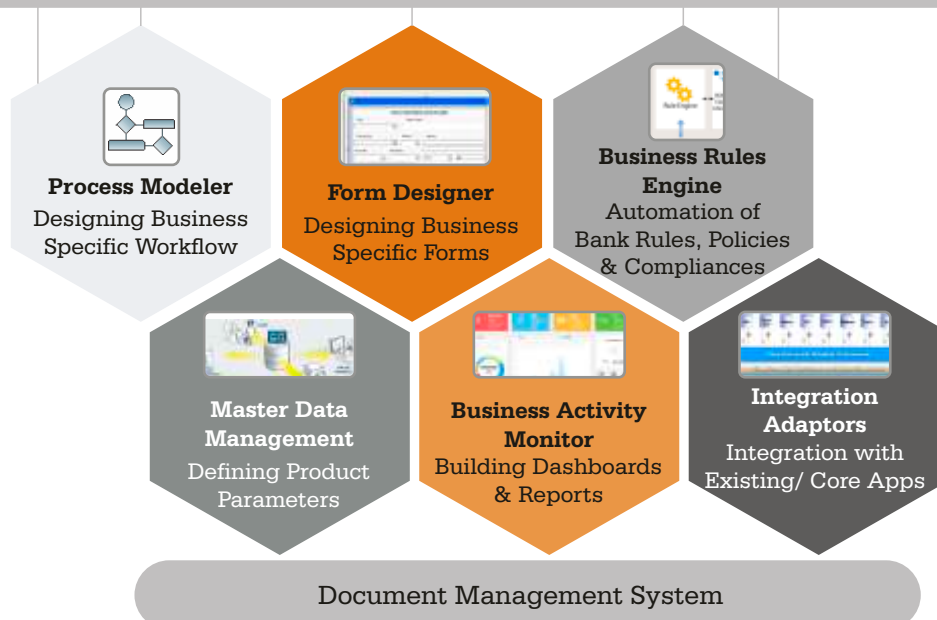 Process Modeler
Designing Business
Specific Workflow
Form Designer
Designing Business
Specific Forms
Rule Engine
Business Rules
Engine
Automation of
Bank Rules, Policies
& Compliances
Master Data
Management
Defining Product
Parameters
Business Activity
Monitor
Building Dashboards
& Reports
Integration
Adaptors
Integration with
Existing/ Core Apps
Document Management System